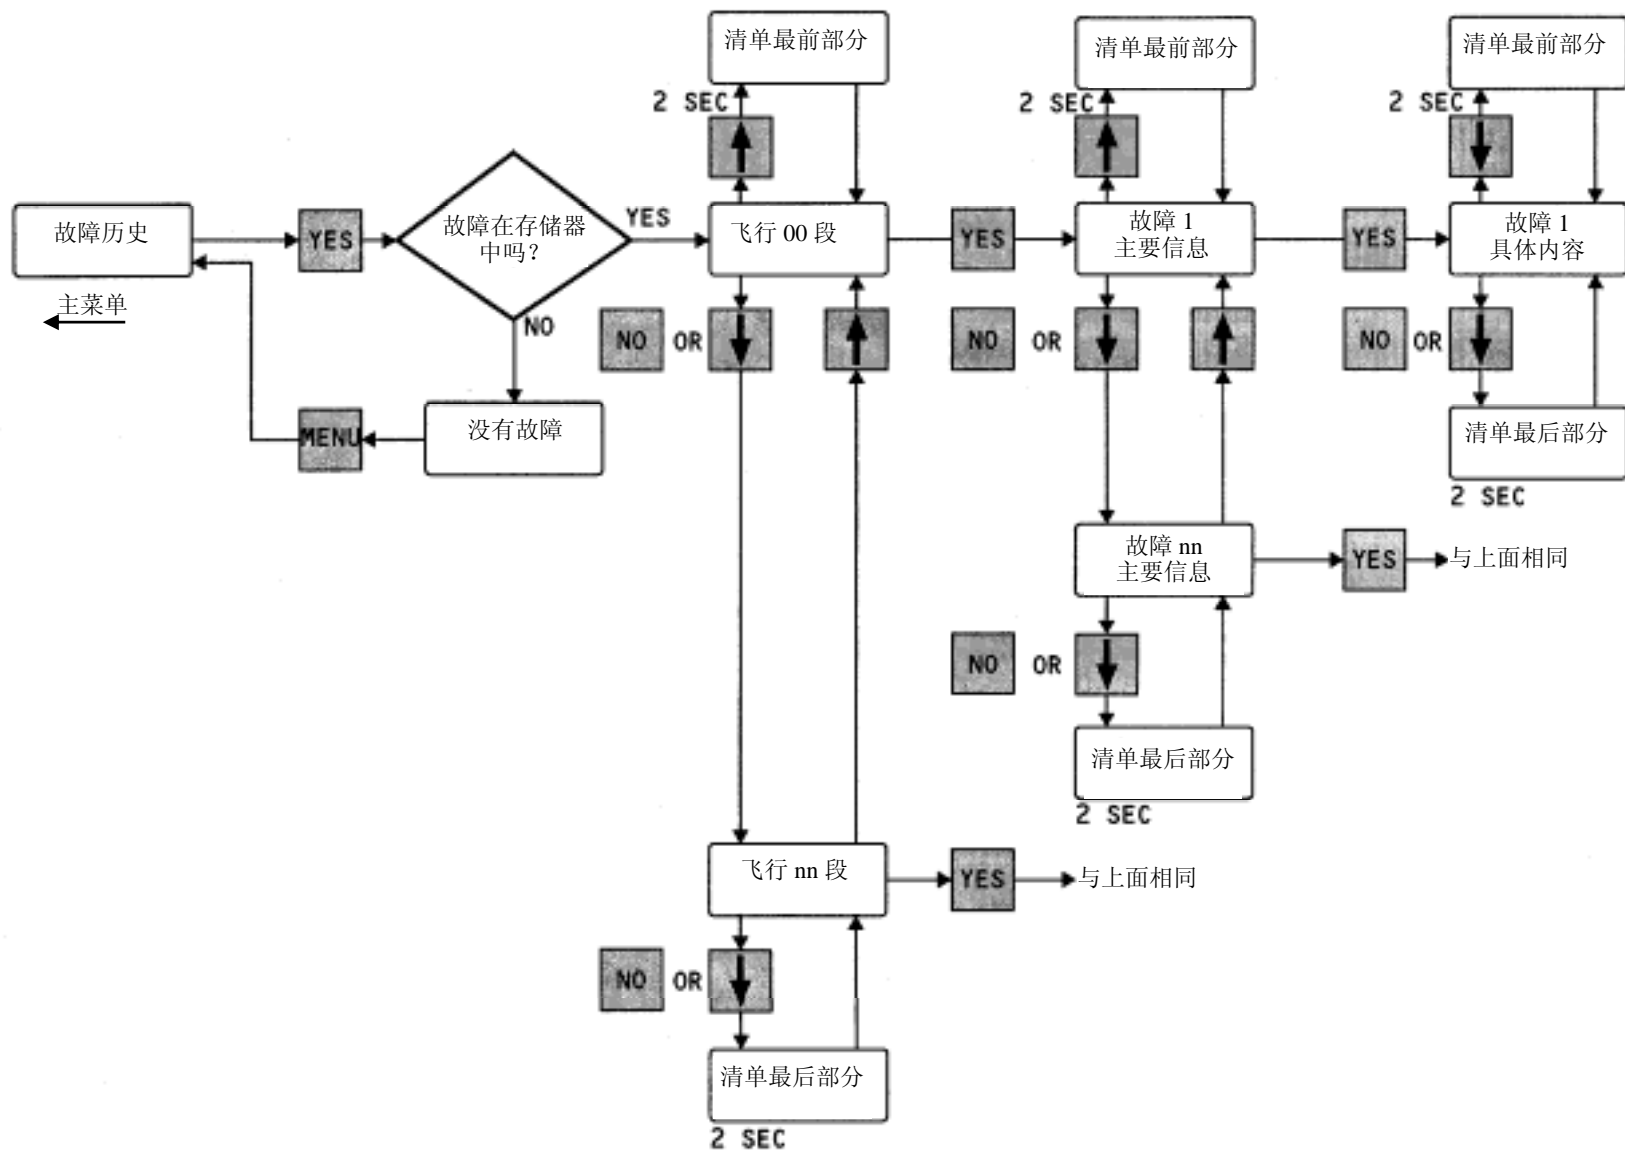 清单最前部分
清单最前部分
清单最前部分
2 SEC
2 SEC
2 SEC
故障历史
YES
故障在存储器
中吗?
YES
飞行 00 段
YES
故障 1
主要信息
YES
故障 1
具体内容
主菜单
NO
NO OR
NO OR
NO OR
没有故障
MENU
清单最后部分
2 SEC
故障 nn
主要信息
YES
与上面相同
NO OR
清单最后部分
2 SEC
飞行 nn 段
YES
与上面相同
NO OR
清单最后部分
2 SEC